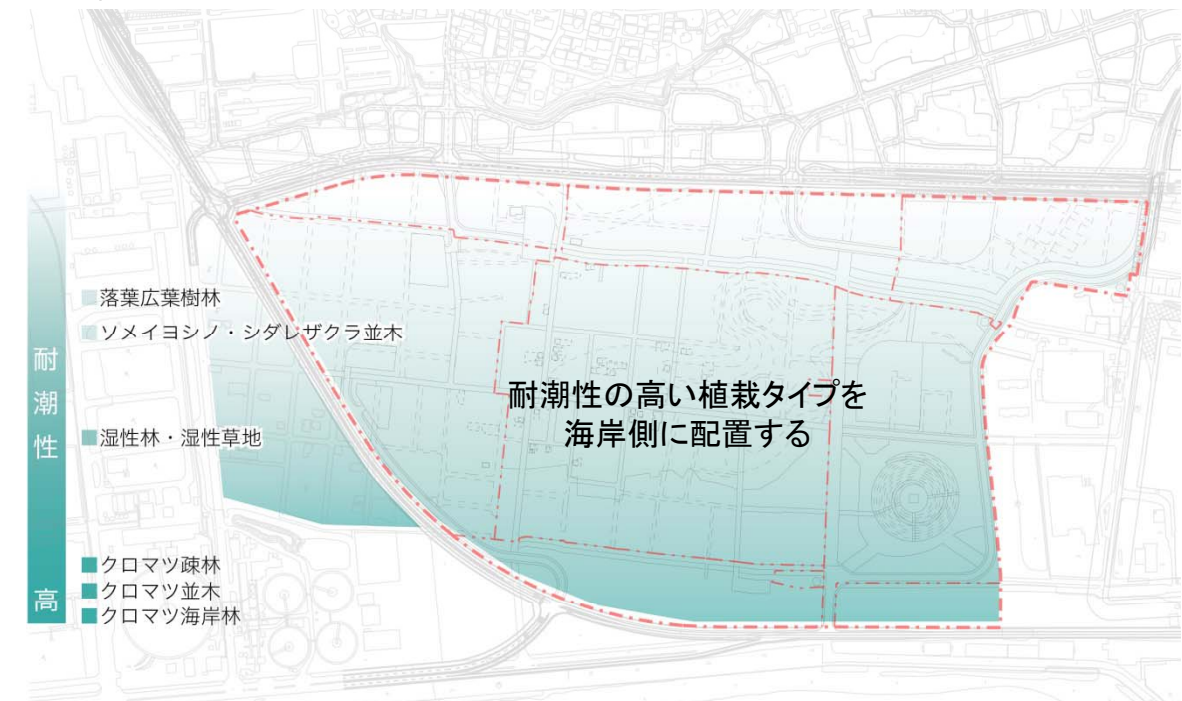 落葉広葉樹林
ソメイヨシノ・シダレザクラ並木
耐潮性
耐潮性の高い植栽タイプを
海岸側に配置する
湿性林・湿性草地
クロマツ疎林
クロマツ並木
高
クロマツ海岸林